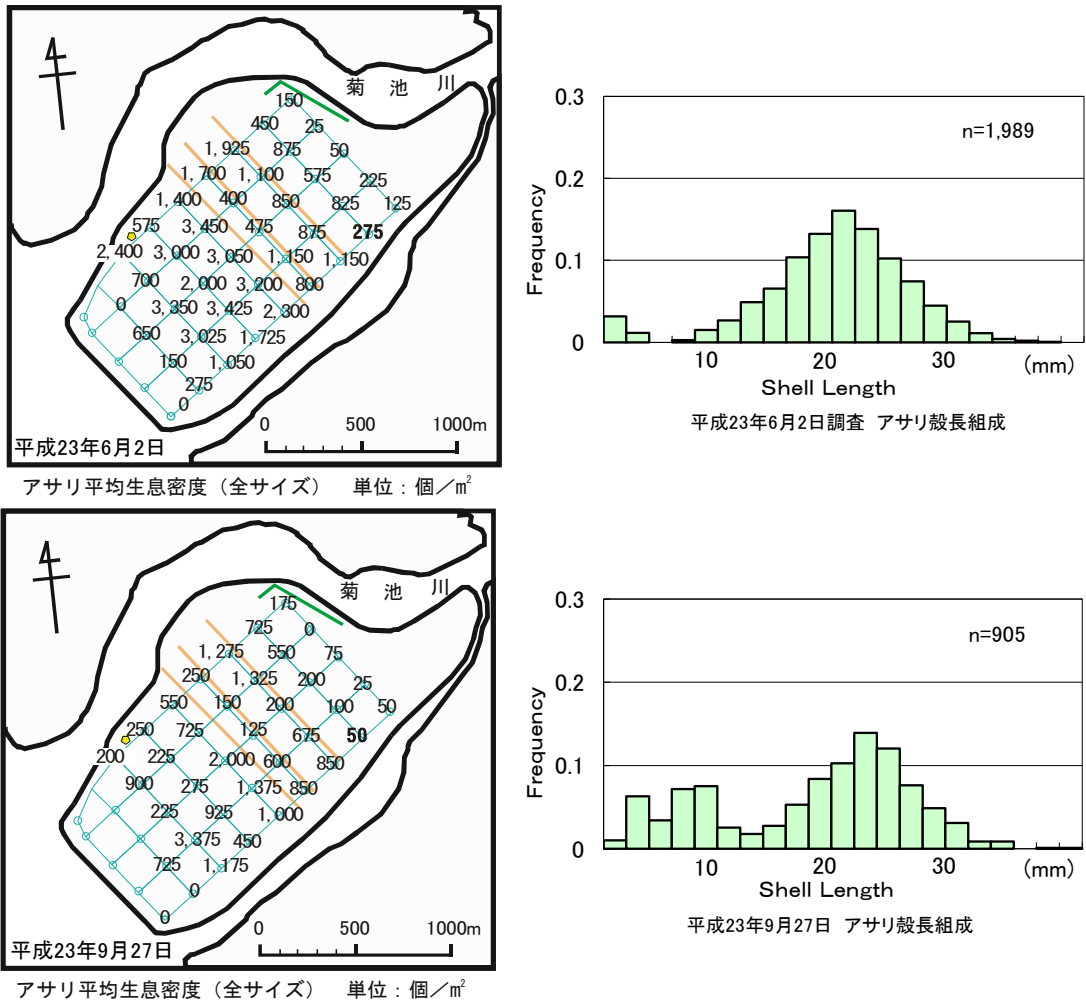 菊 池 川
150
450 25
1,925 875 50
1,700 1,100 575 225
1,400 400 850 825 125
575 3,450 475 875 275
2,400 3,000 3,050 1,150 1,150
700 2,000 3,200 800
0 3,350 3,425 2,300
650 3,025 1,725
150 1,050
275
0
0 500 1000m
平成23年6月2日
アサリ平均生息密度（全サイズ） 単位：個／㎡
0.3
n=1,989
0.2
Frequency
0.1
0
10 20 30 (mm)
Shell Length
平成23年6月2日調査 アサリ殻長組成
菊 池 川
175
725 0
1,275 550 75
250 1,325 200 25
550 150 200 100 50
250 725 125 675 50
200 225 2,000 600 850
900 275 1,375 850
225 925 1,000
3,375 450
725 1,175
0
0
0 500 1000m
平成23年9月27日
アサリ平均生息密度（全サイズ） 単位：個／㎡
0.3
n=905
0.2
Frequency
0.1
0
10 20 30 (mm)
Shell Length
平成23年9月27日 アサリ殻長組成